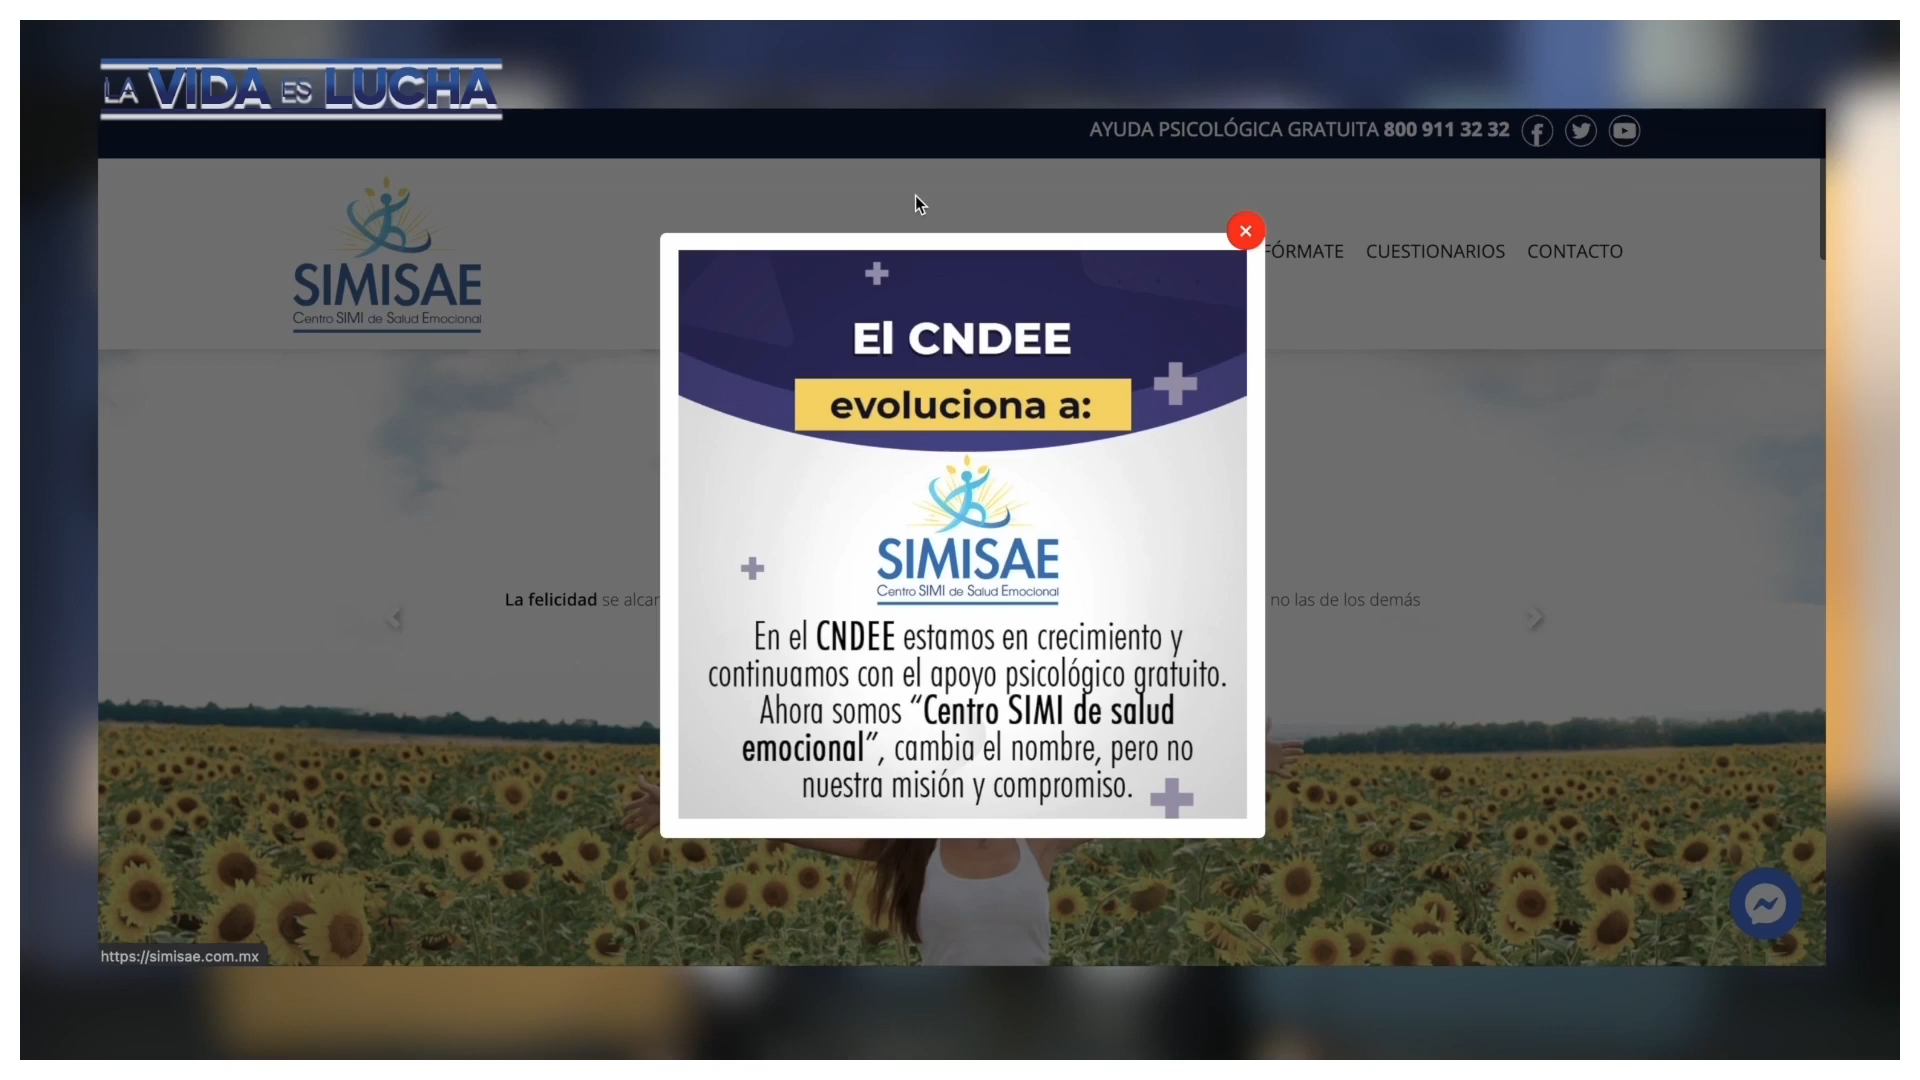 LA VIDA ES LUCHA
AYUDA PSICOLÓGICA GRATUITA 800 911 32 32
SIMISAE
Centro SIMI de Salud Emocional
CUESTIONARIOS
CONTACTO
El CNDEE
evoluciona a:
SIMISAE
Centro SIMI de Salud Emocional
La felicidad se
no las de los demás
En el CNDEE estamos en crecimiento y
continuamos con el apoyo psicológico gratuito.
Ahora somos “Centro SIMI de salud
emocional”, cambia el nombre, pero no
nuestra misión y compromiso.
https://simisae.com.mx